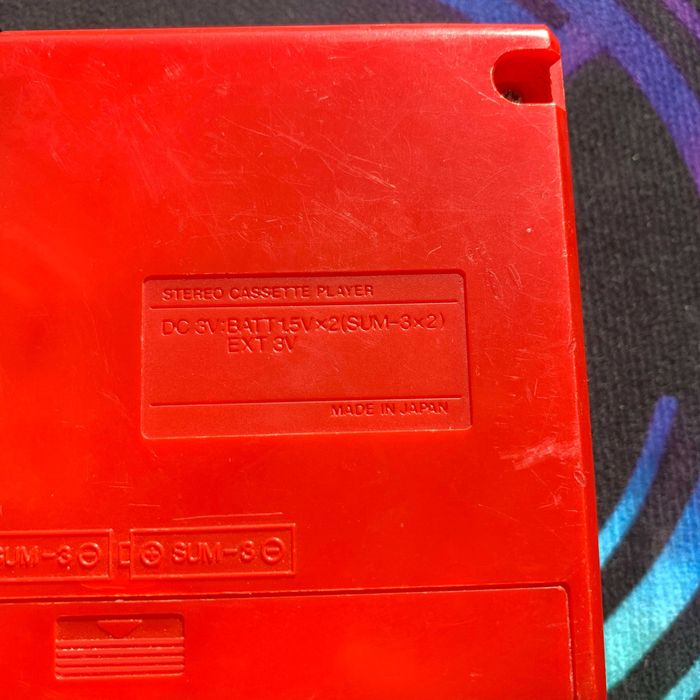 STEREO CASSETTE PLAYER
DC 3V:BATT 1.5V×2(SUM-3×2)
EXT 3V
MADE IN JAPAN
SUM-3 ⊖ ⊕ SUM-3 ⊖